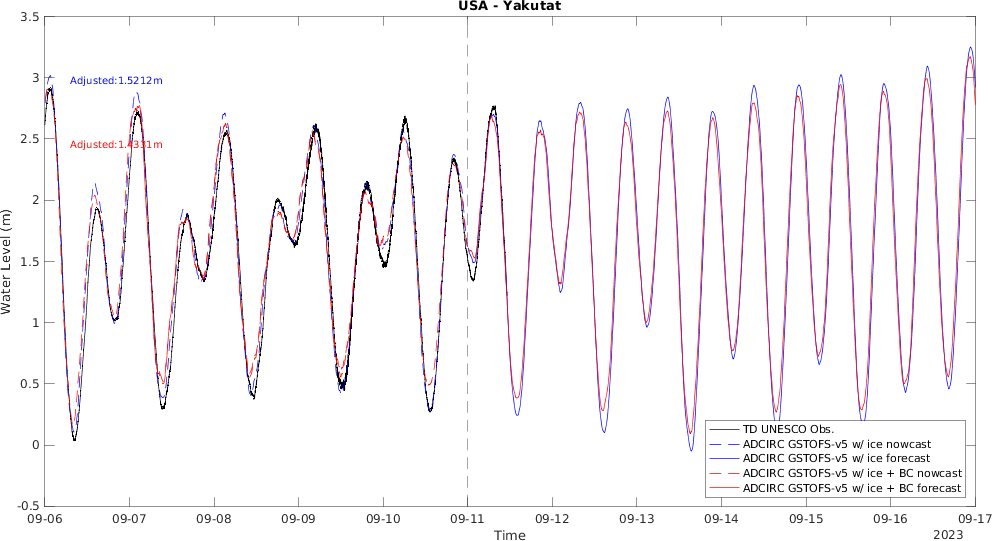 USA - Yakutat
3.5
3
2.5
2
1.5
1
0.5
0
-0.5
Water Level (m)
Adjusted:1.5212m
Adjusted:1.4331m
TD UNESCO Obs.
ADCIRC GSTOFS-v5 w/ ice nowcast
ADCIRC GSTOFS-v5 w/ ice forecast
ADCIRC GSTOFS-v5 w/ ice + BC nowcast
ADCIRC GSTOFS-v5 w/ ice + BC forecast
09-06 09-07 09-08 09-09 09-10 09-11 09-12 09-13 09-14 09-15 09-16 09-17
Time
2023